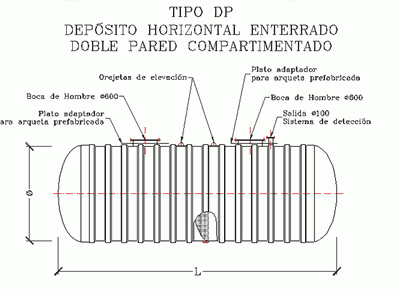 TIPO DP
DEPÓSITO HORIZONTAL ENTERRADO
DOBLE PARED COMPARTIMENTADO
Plato adaptador
para arqueta prefabricada
Orejetas de elevación
Boca de Hombre ø600
Boca de Hombre ø600
Plato adaptador
para arqueta prefabricada
Salida ø100
Sistema de detección
ø
L